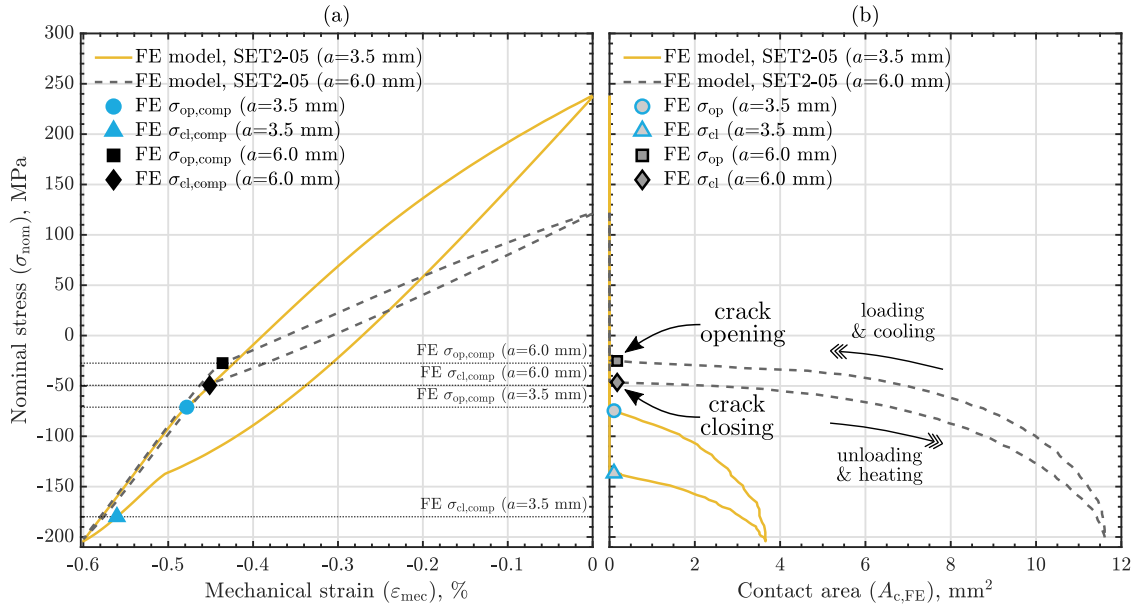 (a)
300
250
200
150
100
50
0
-50
-100
-150
-200
Nominal stress (σnom), MPa
FE model, SET2-05 (a=3.5 mm)
FE model, SET2-05 (a=6.0 mm)
FE σop,comp (a=3.5 mm)
FE σcl,comp (a=3.5 mm)
FE σop,comp (a=6.0 mm)
FE σcl,comp (a=6.0 mm)
FE σop,comp (a=6.0 mm)
FE σcl,comp (a=6.0 mm)
FE σop,comp (a=3.5 mm)
FE σcl,comp (a=3.5 mm)
-0.6 -0.5 -0.4 -0.3 -0.2 -0.1 0
Mechanical strain (εmec), %
(b)
FE model, SET2-05 (a=3.5 mm)
FE model, SET2-05 (a=6.0 mm)
FE σop (a=3.5 mm)
FE σcl (a=3.5 mm)
FE σop (a=6.0 mm)
FE σcl (a=6.0 mm)
crack
opening
loading
& cooling
crack
closing
unloading
& heating
0 2 4 6 8 10 12
Contact area (Ac,FE), mm²